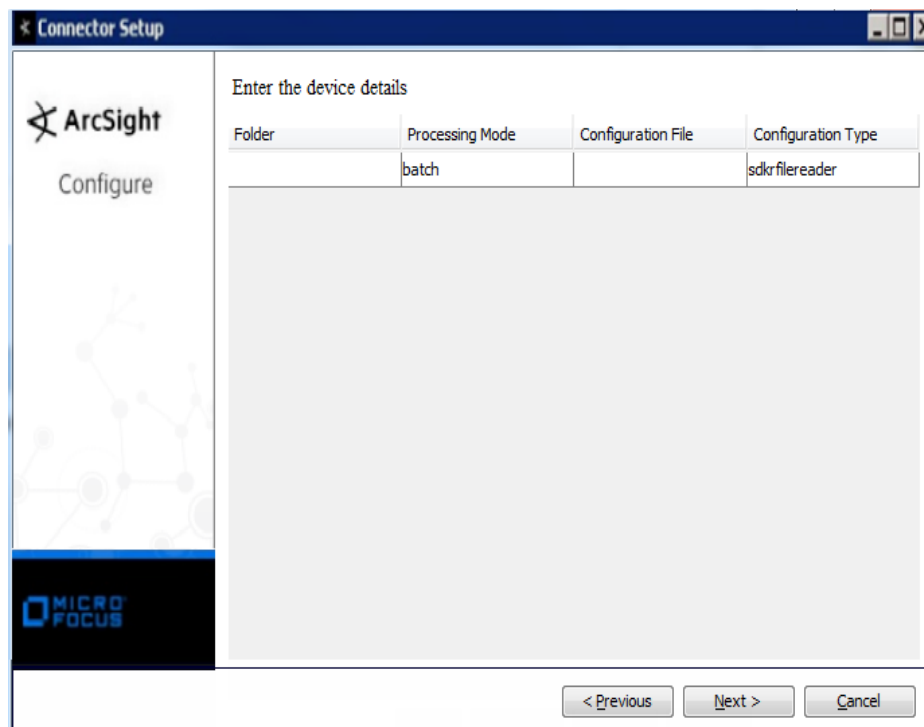 Connector Setup
ArcSight
Configure
Enter the device details
Folder Processing Mode Configuration File Configuration Type
batch sdkrfilereader
MICRO
FOCUS
< Previous Next > Cancel